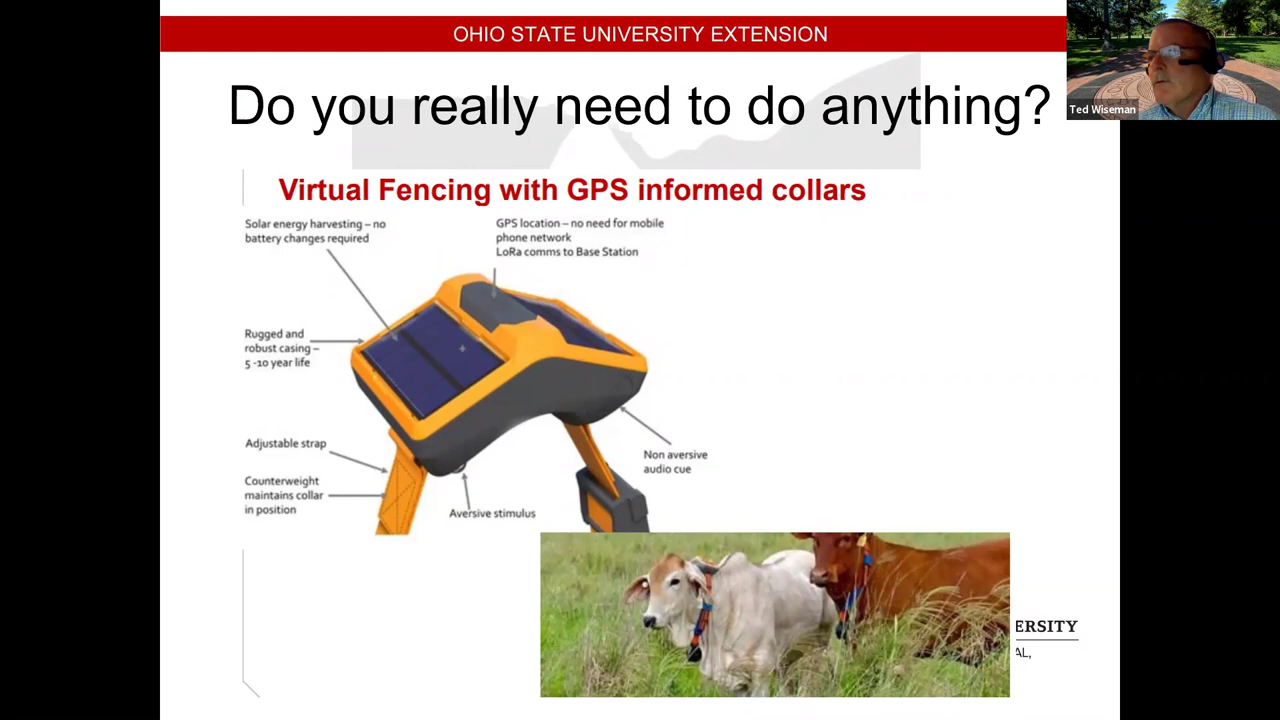 OHIO STATE UNIVERSITY EXTENSION
Ted Wiseman
Do you really need to do anything?
Virtual Fencing with GPS informed collars
Solar energy harvesting – no
battery changes required
GPS location – no need for mobile
phone network
LoRa comms to Base Station
Rugged and
robust casing –
5 -10 year life
Adjustable strap
Counterweight
maintains collar
in position
Non aversive
audio cue
Aversive stimulus
ERSITY
AL,